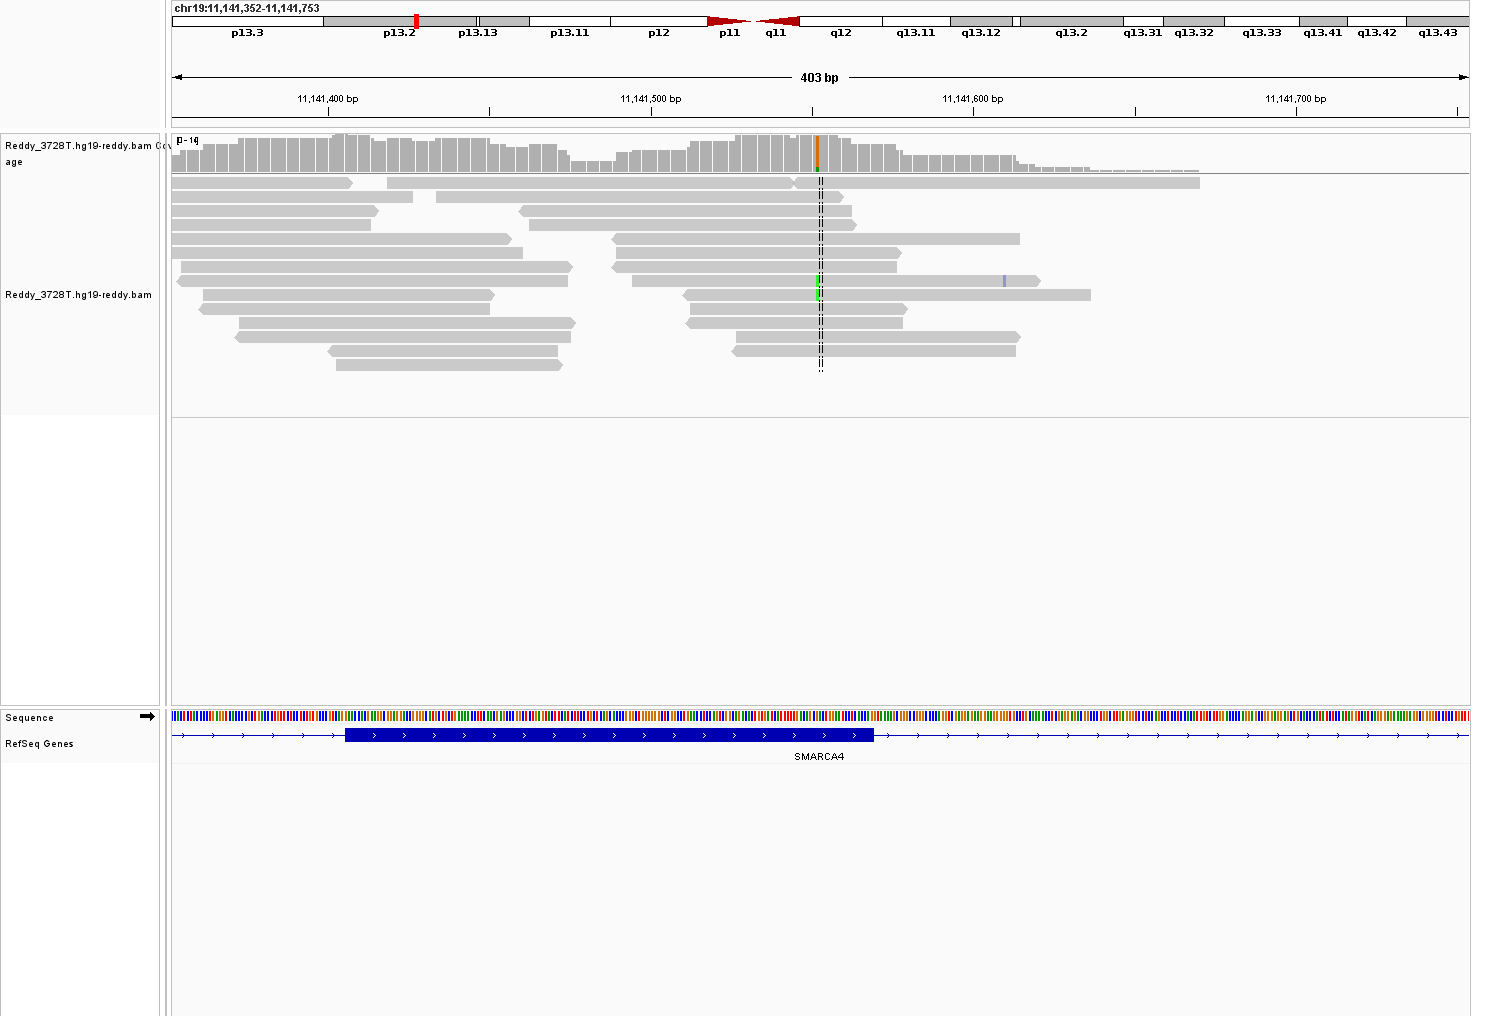 chr19:11,141,352-11,141,753
p13.3 p13.2 p13.13 p13.11 p12 p11 q11 q12 q13.11 q13.12 q13.2 q13.31 q13.32 q13.33 q13.41 q13.42 q13.43
403 bp
11,141,400 bp 11,141,500 bp 11,141,600 bp 11,141,700 bp
Reddy_3728T.hg19-reddy.bam Cov
age
[0 - 14]
Reddy_3728T.hg19-reddy.bam
Sequence
RefSeq Genes
SMARCA4